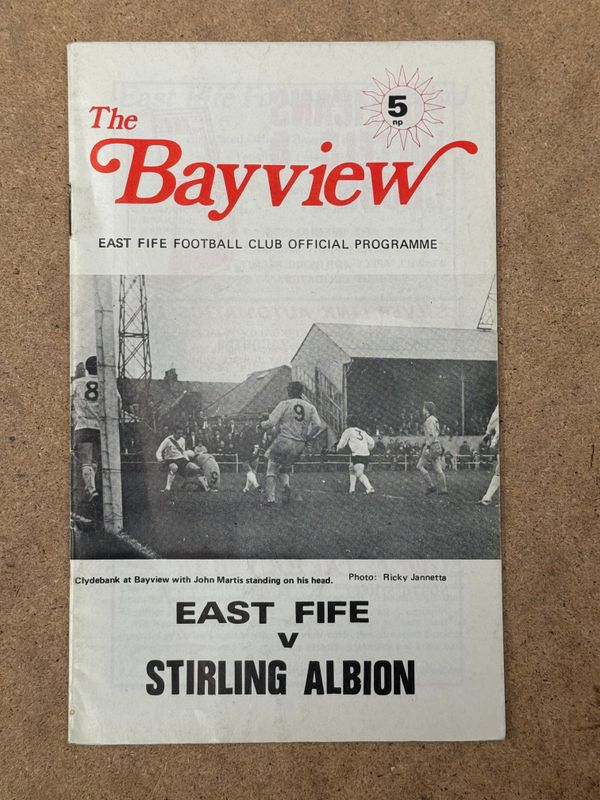 The
Bayview
5
np
EAST FIFE FOOTBALL CLUB OFFICIAL PROGRAMME
8
9
3
Clydebank at Bayview with John Martis standing on his head.
Photo: Ricky Jannetta
EAST FIFE
V
STIRLING ALBION